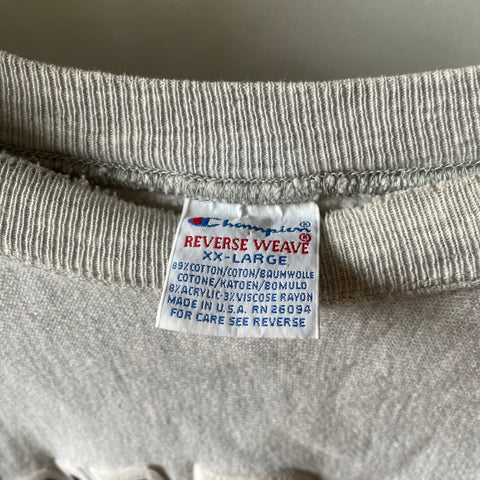 Champion®
REVERSE WEAVE®
XX-LARGE
89% COTTON/COTON/BAUMWOLLE
COTONE/KATOEN/BOMULD
8% ACRYLIC·3% VISCOSE RAYON
MADE IN U.S.A. RN 26094
FOR CARE SEE REVERSE